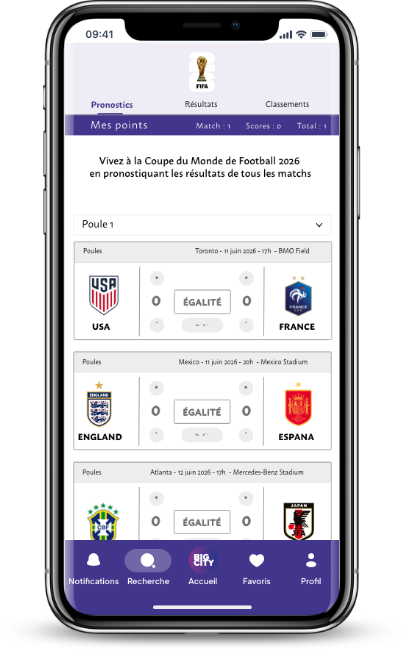 09:41
FIFA
Pronostics Résultats Classements
Mes points Match : 1 Scores : 0 Total : 1
Vivez à la Coupe du Monde de Football 2026
en pronostiquant les résultats de tous les matchs
Poule 1
Poules Toronto - 11 juin 2026 - 17h - BMO Field
USA
0 ÉGALITÉ 0
USA FRANCE
Poules Mexico - 11 juin 2026 - 20h - Mexico Stadium
ENGLAND
0 ÉGALITÉ 0
ENGLAND ESPANA
Poules Atlanta - 12 juin 2026 - 17h - Mercedes-Benz Stadium
JAPAN
CBF
0 ÉGALITÉ 0
BIG
CITY
Notifications Recherche Accueil Favoris Profil